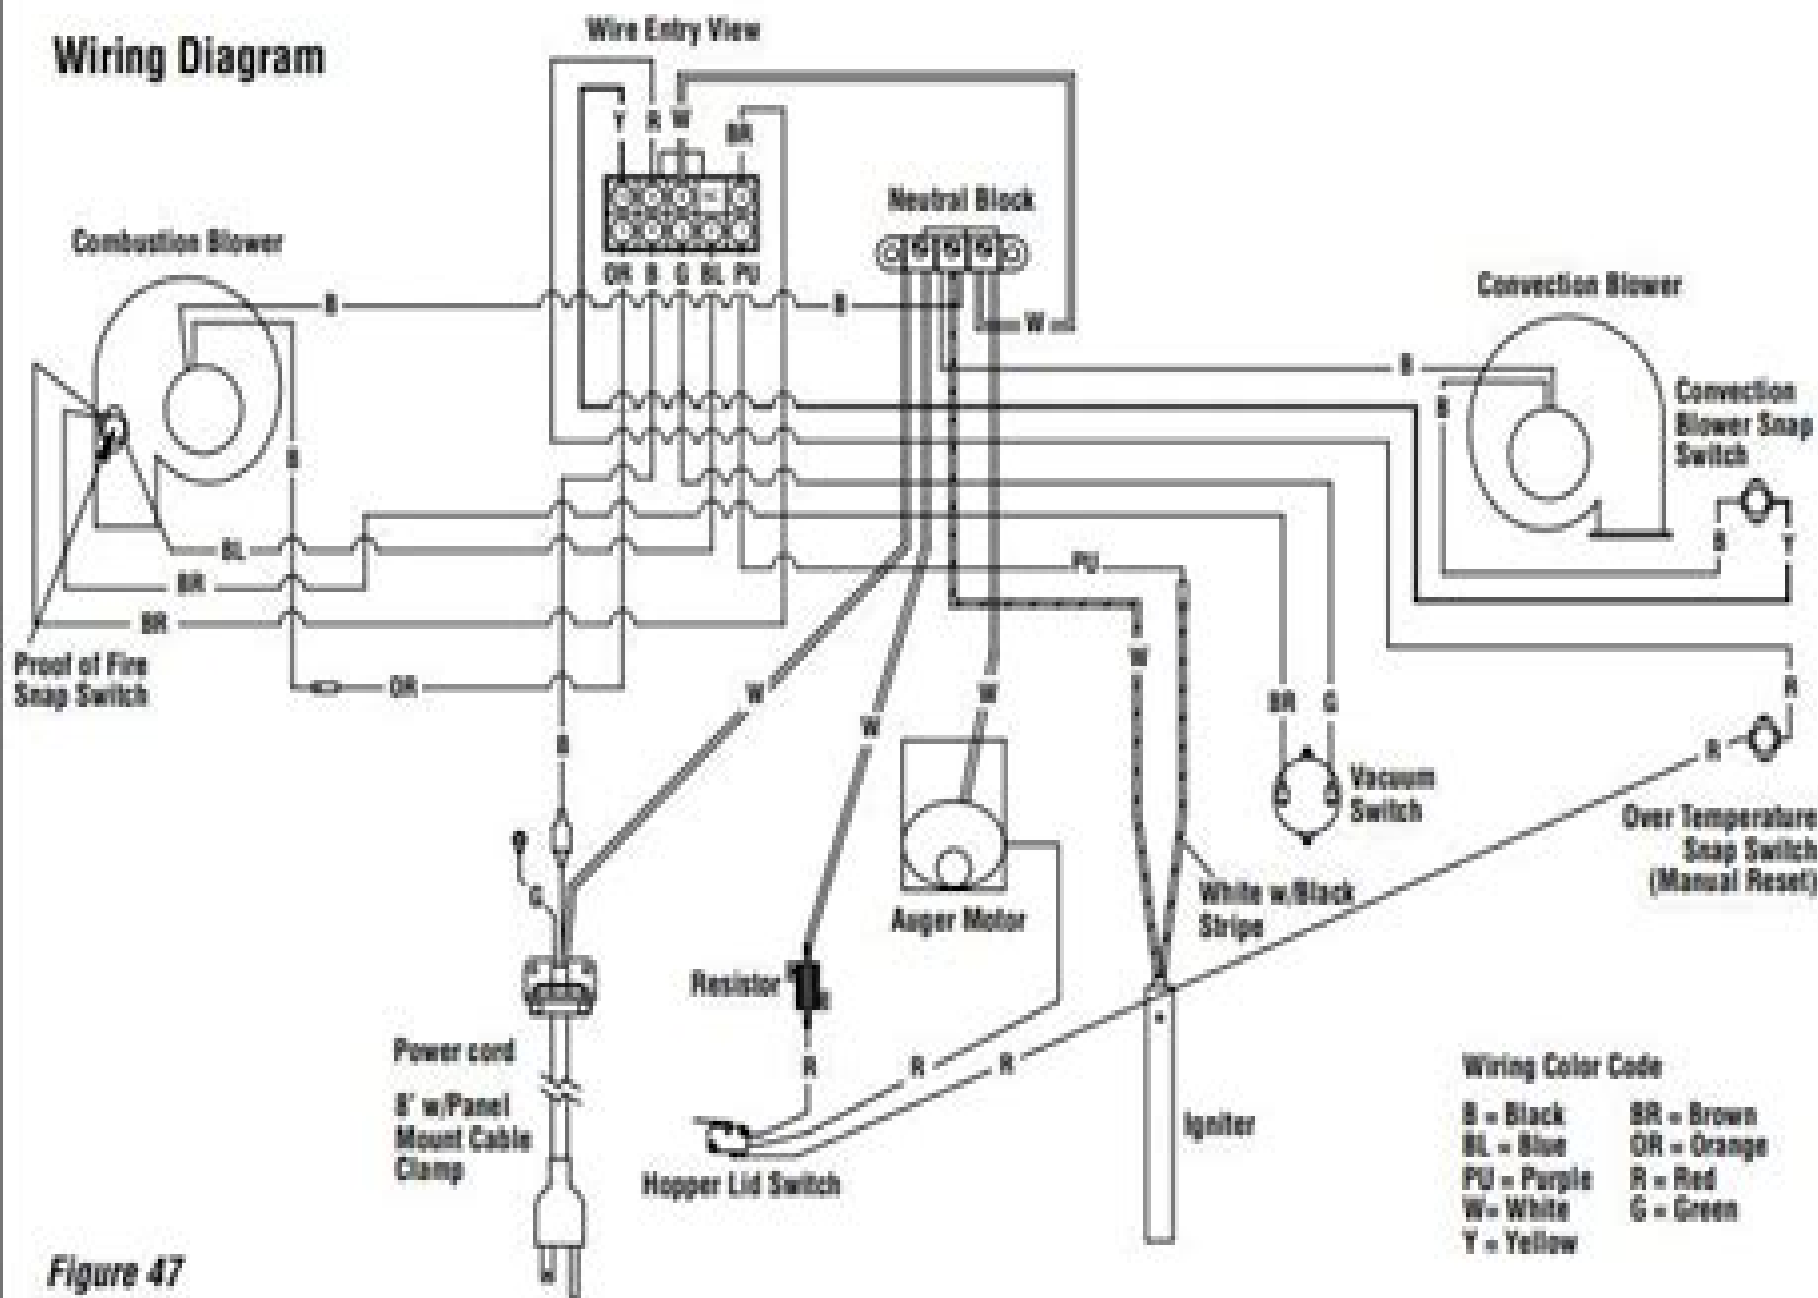 Wiring Diagram
Wire Entry View
Y
R
W
BR
Neutral Block
Combustion Blower
OR B G BL PU
Convection Blower
B
B
W
B
Convection
Blower Snap
Switch
B
B
B
Y
BL
PU
BR
BR
Proof of Fire
Snap Switch
OR
W
W
W
W
BR
G
R
R
B
Vacuum
Switch
Over Temperature
Snap Switch
(Manual Reset)
G
Auger Motor
White w/Black
Stripe
Resistor
Power cord
8' w/Panel
Mount Cable
Clamp
R
R
R
Hopper Lid Switch
Igniter
Wiring Color Code
B = Black BR = Brown
BL = Blue OR = Orange
PU = Purple R = Red
W= White G = Green
Y = Yellow
Figure 47